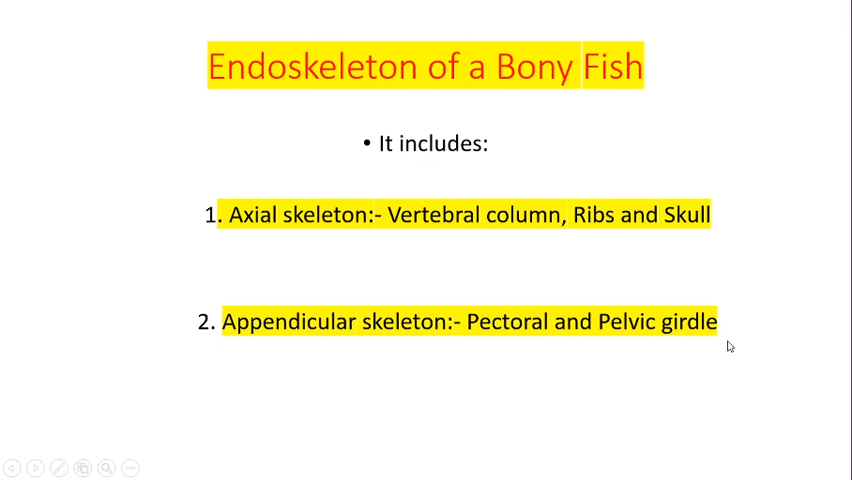 Endoskeleton of a Bony Fish
• It includes:
1. Axial skeleton:- Vertebral column, Ribs and Skull
2. Appendicular skeleton:- Pectoral and Pelvic girdle